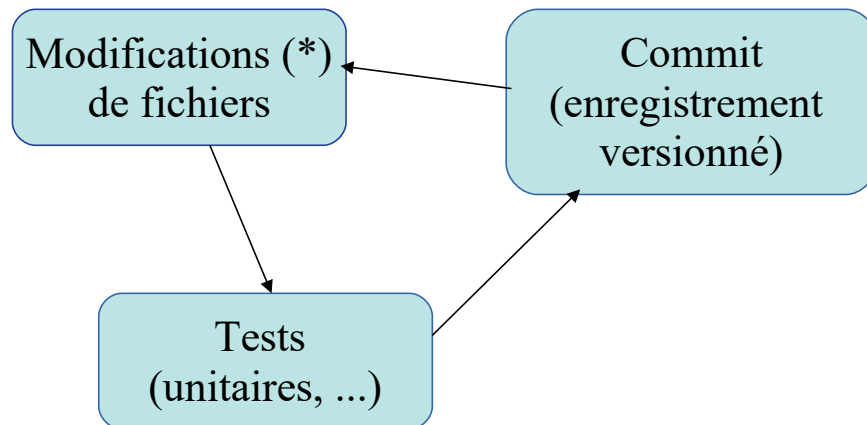 Modifications (*)
de fichiers
Commit
(enregistrement
versionné)
Tests
(unitaires, ...)